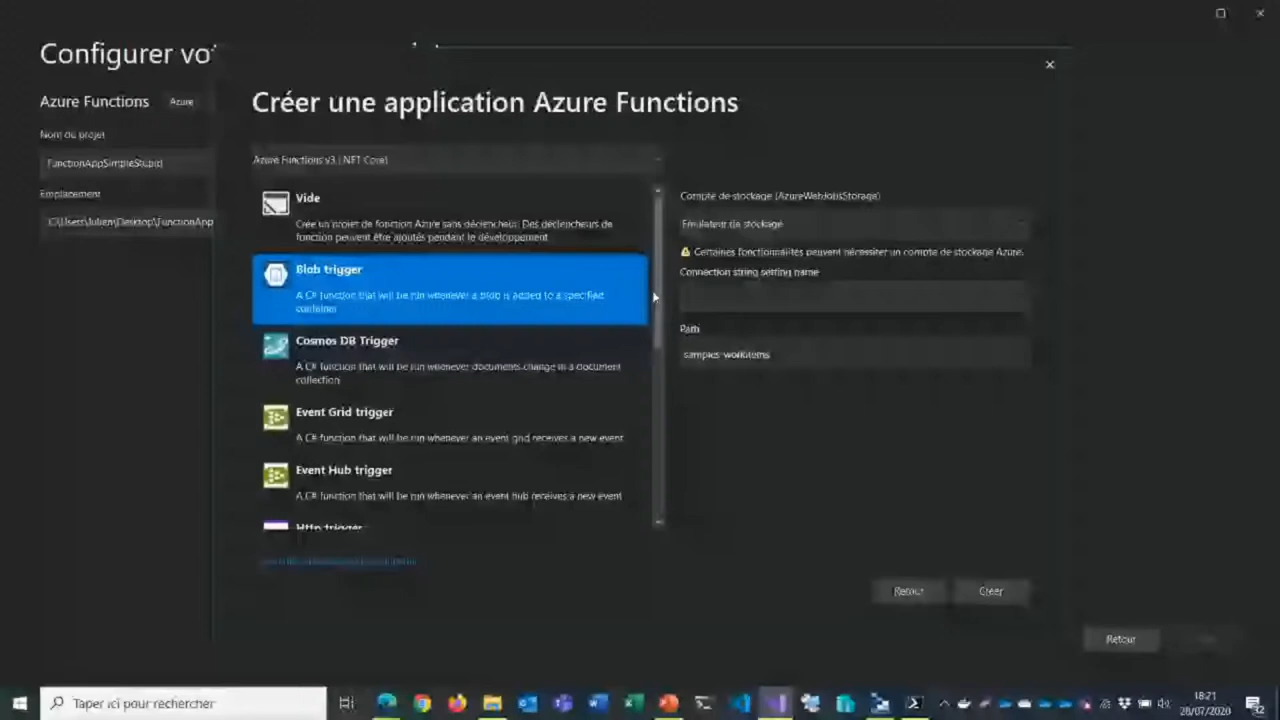 Configurer vo
Azure Functions Azure
Nom du projet
FunctionAppSimpleStupid
Emplacement
C:\Users\Julien\Desktop\FunctionApp
Créer une application Azure Functions
Azure Functions v3 (.NET Core)
Vide
Crée un projet de fonction Azure sans déclencheur. Des déclencheurs de
fonction peuvent être ajoutés pendant le développement.
Blob trigger
A C# function that will be run whenever a blob is added to a specified
container
Cosmos DB Trigger
A C# function that will be run whenever documents change in a document
collection
Event Grid trigger
A C# function that will be run whenever an event grid receives a new event
Event Hub trigger
A C# function that will be run whenever an event hub receives a new event
Http trigger
Compte de stockage (AzureWebJobsStorage)
Émulateur de stockage
Certaines fonctionnalités peuvent nécessiter un compte de stockage Azure.
Connection string setting name
Path
samples-workitems
Retour Créer
Retour
Taper ici pour rechercher
18:21
28/07/2020
32